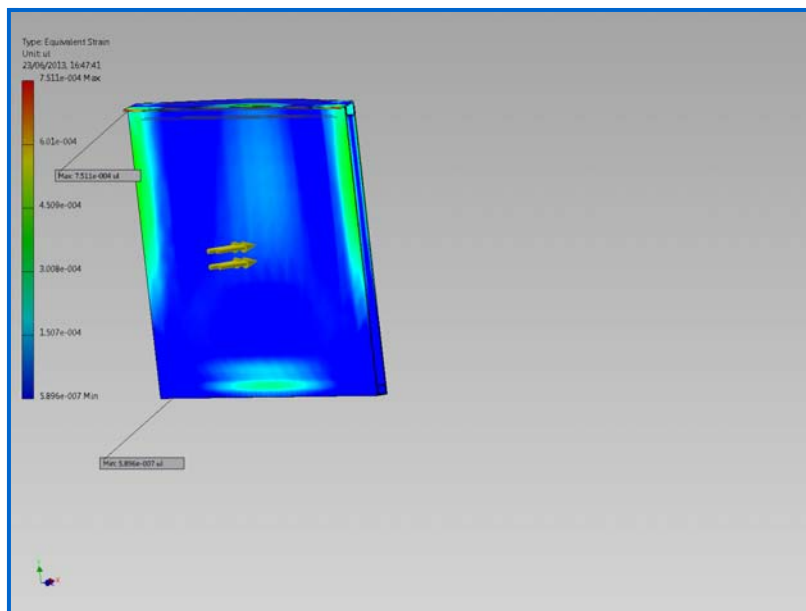 Type: Equivalent Strain
Unit: ul
23/06/2013, 16:47:41
7.511e-004 Max
6.01e-004
Max: 7.511e-004 ul
4.509e-004
3.008e-004
1.507e-004
5.896e-007 Min
Min: 5.896e-007 ul
Y
X